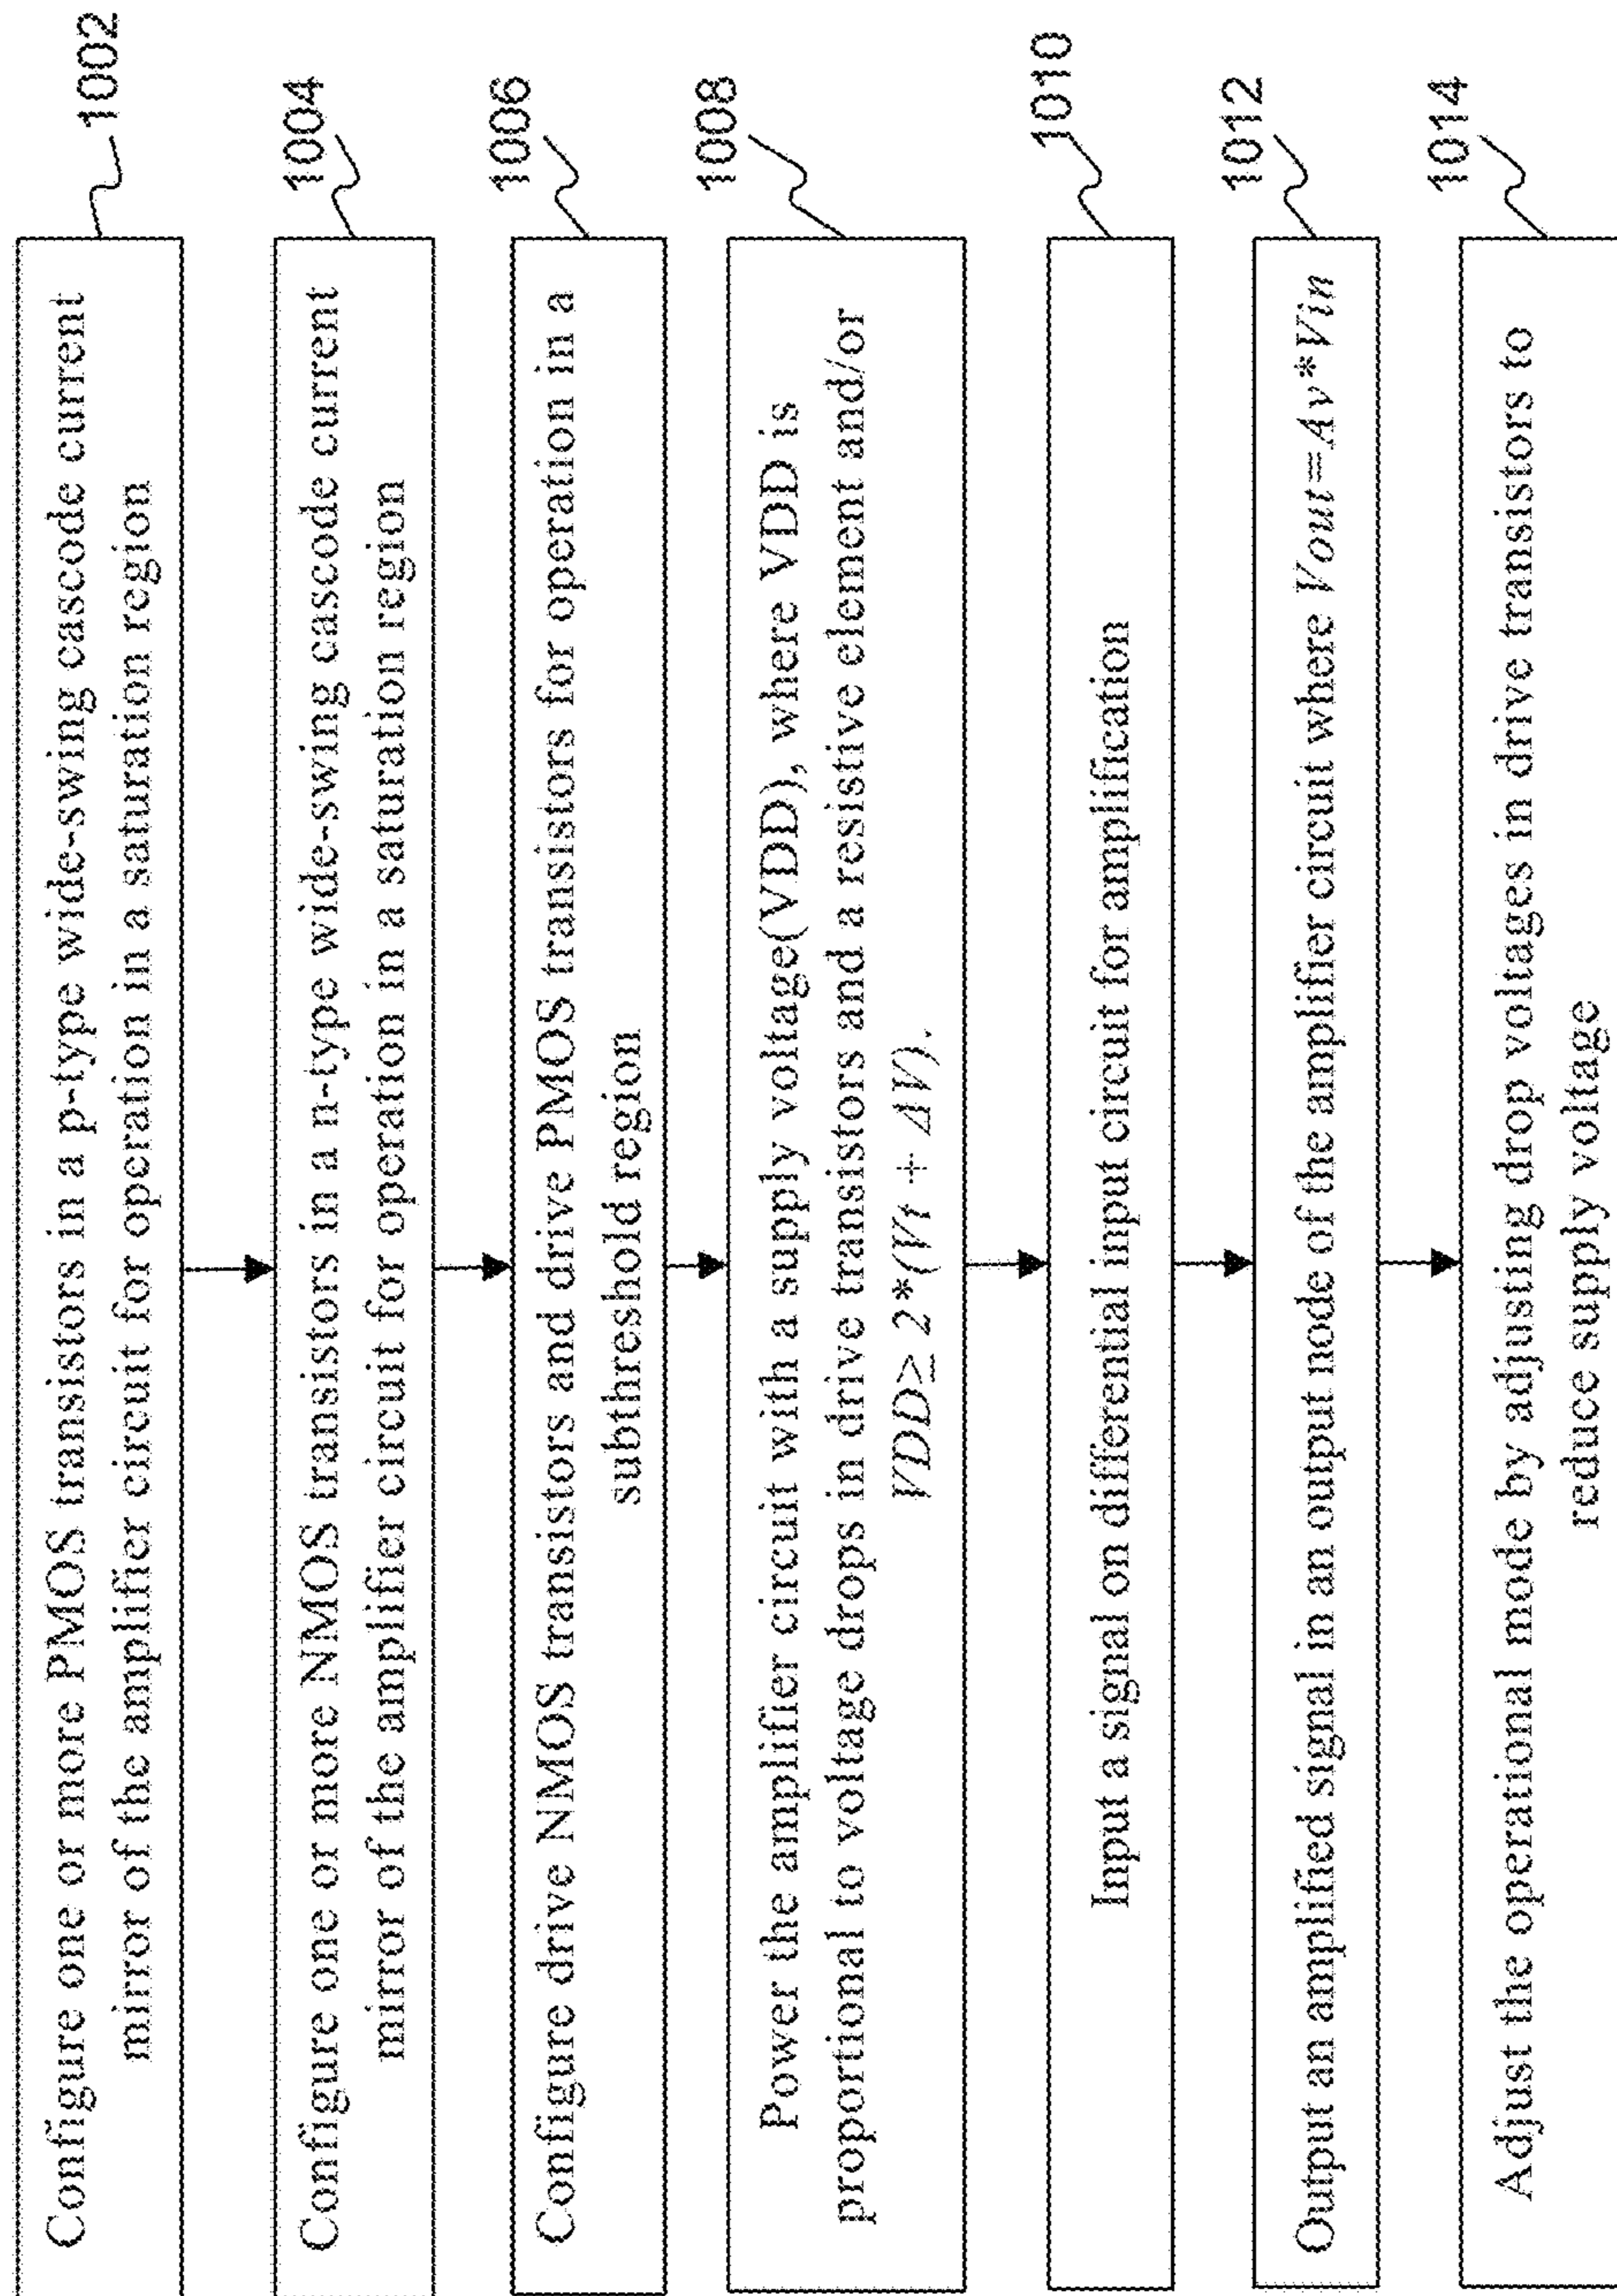 Configure one or more PMOS transistors in a p-type wide-swing cascode current
mirror of the amplifier circuit for operation in a saturation region
1002
Configure one or more NMOS transistors in a n-type wide-swing cascode current
mirror of the amplifier circuit for operation in a saturation region
1004
Configure drive NMOS transistors and drive PMOS transistors for operation in a
subthreshold region
1006
Power the amplifier circuit with a supply voltage(VDD), where VDD is
proportional to voltage drops in drive transistors and a resistive element and/or
VDD≥ 2*(Vt + ΔV).
1008
Input a signal on differential input circuit for amplification
1010
Output an amplified signal in an output node of the amplifier circuit where Vout=Av*Vin
1012
Adjust the operational mode by adjusting drop voltages in drive transistors to
reduce supply voltage
1014